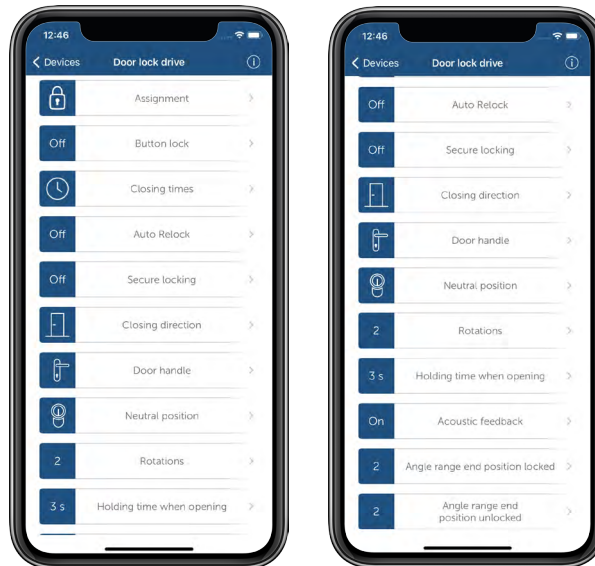 12:46
Devices
Door lock drive
Assignment
Off
Button lock
Closing times
Off
Auto Relock
Off
Secure locking
Closing direction
Door handle
Neutral position
2
Rotations
3 s
Holding time when opening
12:46
Devices
Door lock drive
Off
Auto Relock
Off
Secure locking
Closing direction
Door handle
Neutral position
2
Rotations
3 s
Holding time when opening
On
Acoustic feedback
2
Angle range end position locked
2
Angle range end
position unlocked